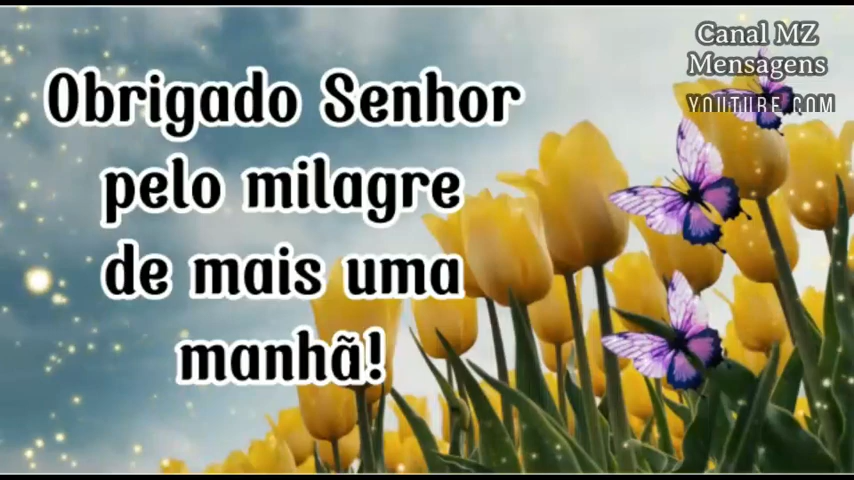 Canal MZ
Mensagens
YOUTUBE.COM
Obrigado Senhor
pelo milagre
de mais uma
manhã!